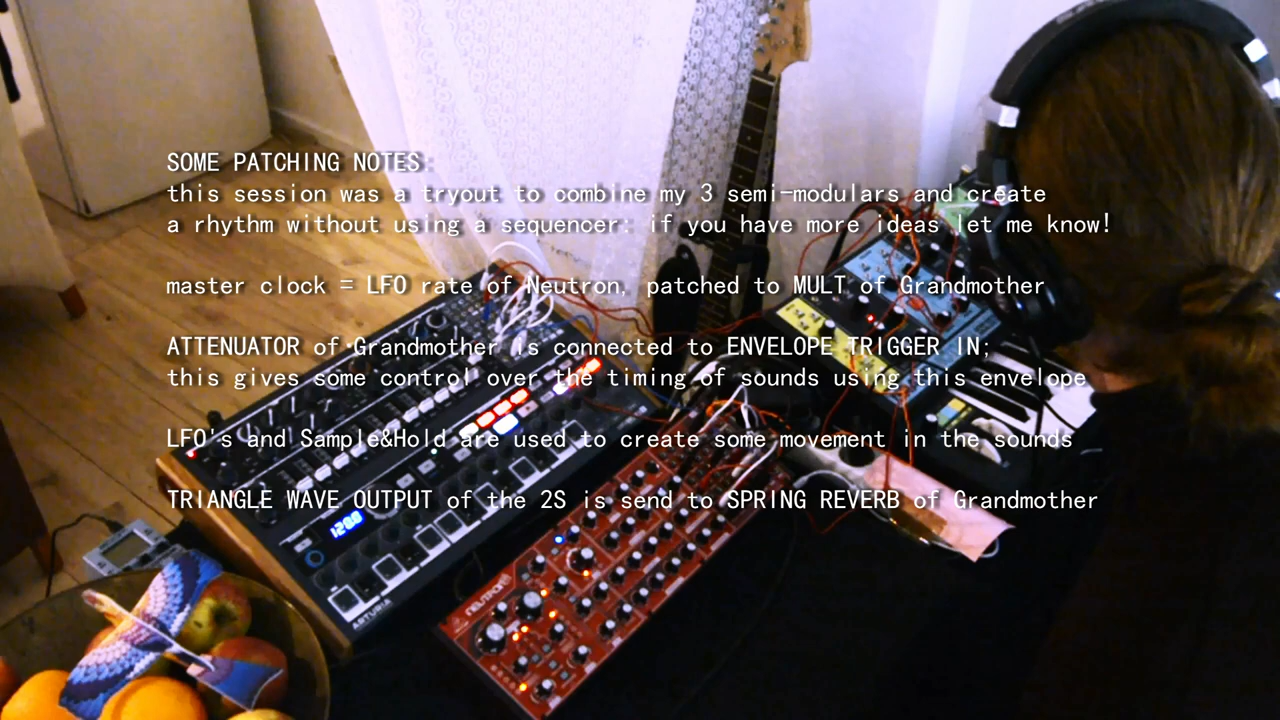 SOME PATCHING NOTES:
this session was a tryout to combine my 3 semi-modulars and create
a rhythm without using a sequencer: if you have more ideas let me know!
master clock = LFO rate of Neutron, patched to MULT of Grandmother
ATTENUATOR of Grandmother is connected to ENVELOPE TRIGGER IN;
this gives some control over the timing of sounds using this envelope
LFO's and Sample&Hold are used to create some movement in the sounds
TRIANGLE WAVE OUTPUT of the 2S is send to SPRING REVERB of Grandmother
120.0
ARTURIA
NEUTRON